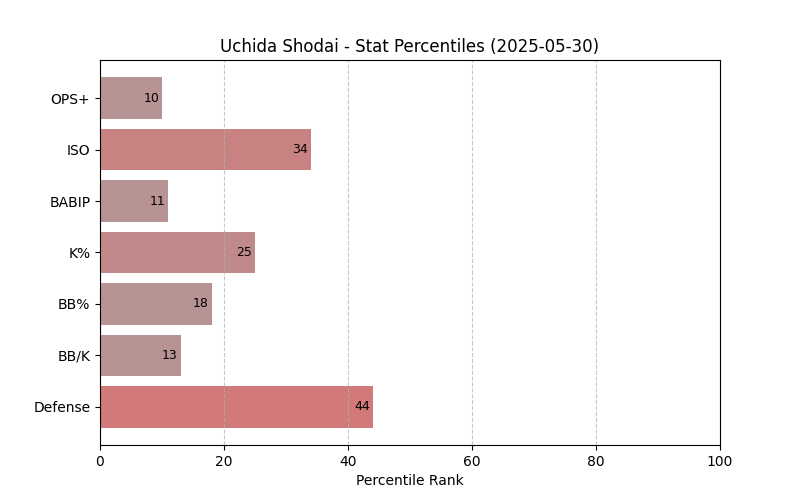 Uchida Shodai - Stat Percentiles (2025-05-30)
OPS+ 10
ISO 34
BABIP 11
K% 25
BB% 18
BB/K 13
Defense 44
0 20 40 60 80 100
Percentile Rank